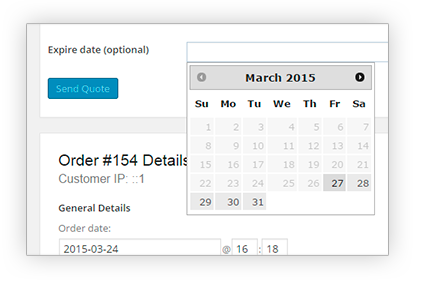 Expire date (optional)
March 2015
Su Mo Tu We Th Fr Sa
1 2 3 4 5 6 7
8 9 10 11 12 13 14
15 16 17 18 19 20 21
22 23 24 25 26 27 28
29 30 31
Send Quote
Order #154 Details
Customer IP: ::1
General Details
Order date:
2015-03-24 @ 16 : 18